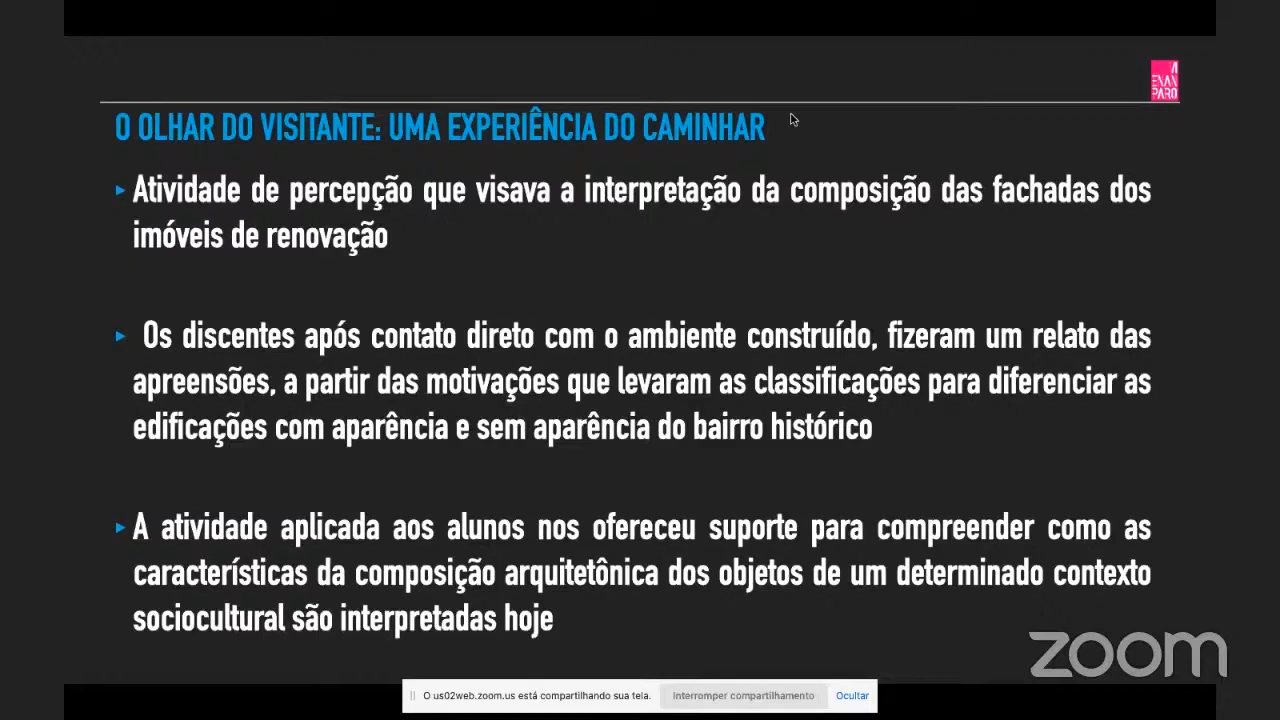 VI
ENAN
PARQ
O OLHAR DO VISITANTE: UMA EXPERIÊNCIA DO CAMINHAR
Atividade de percepção que visava a interpretação da composição das fachadas dos
imóveis de renovação
Os discentes após contato direto com o ambiente construído, fizeram um relato das
apreensões, a partir das motivações que levaram as classificações para diferenciar as
edificações com aparência e sem aparência do bairro histórico
A atividade aplicada aos alunos nos ofereceu suporte para compreender como as
características da composição arquitetônica dos objetos de um determinado contexto
sociocultural são interpretadas hoje
zoom
O us02web.zoom.us está compartilhando sua tela. Interromper compartilhamento Ocultar